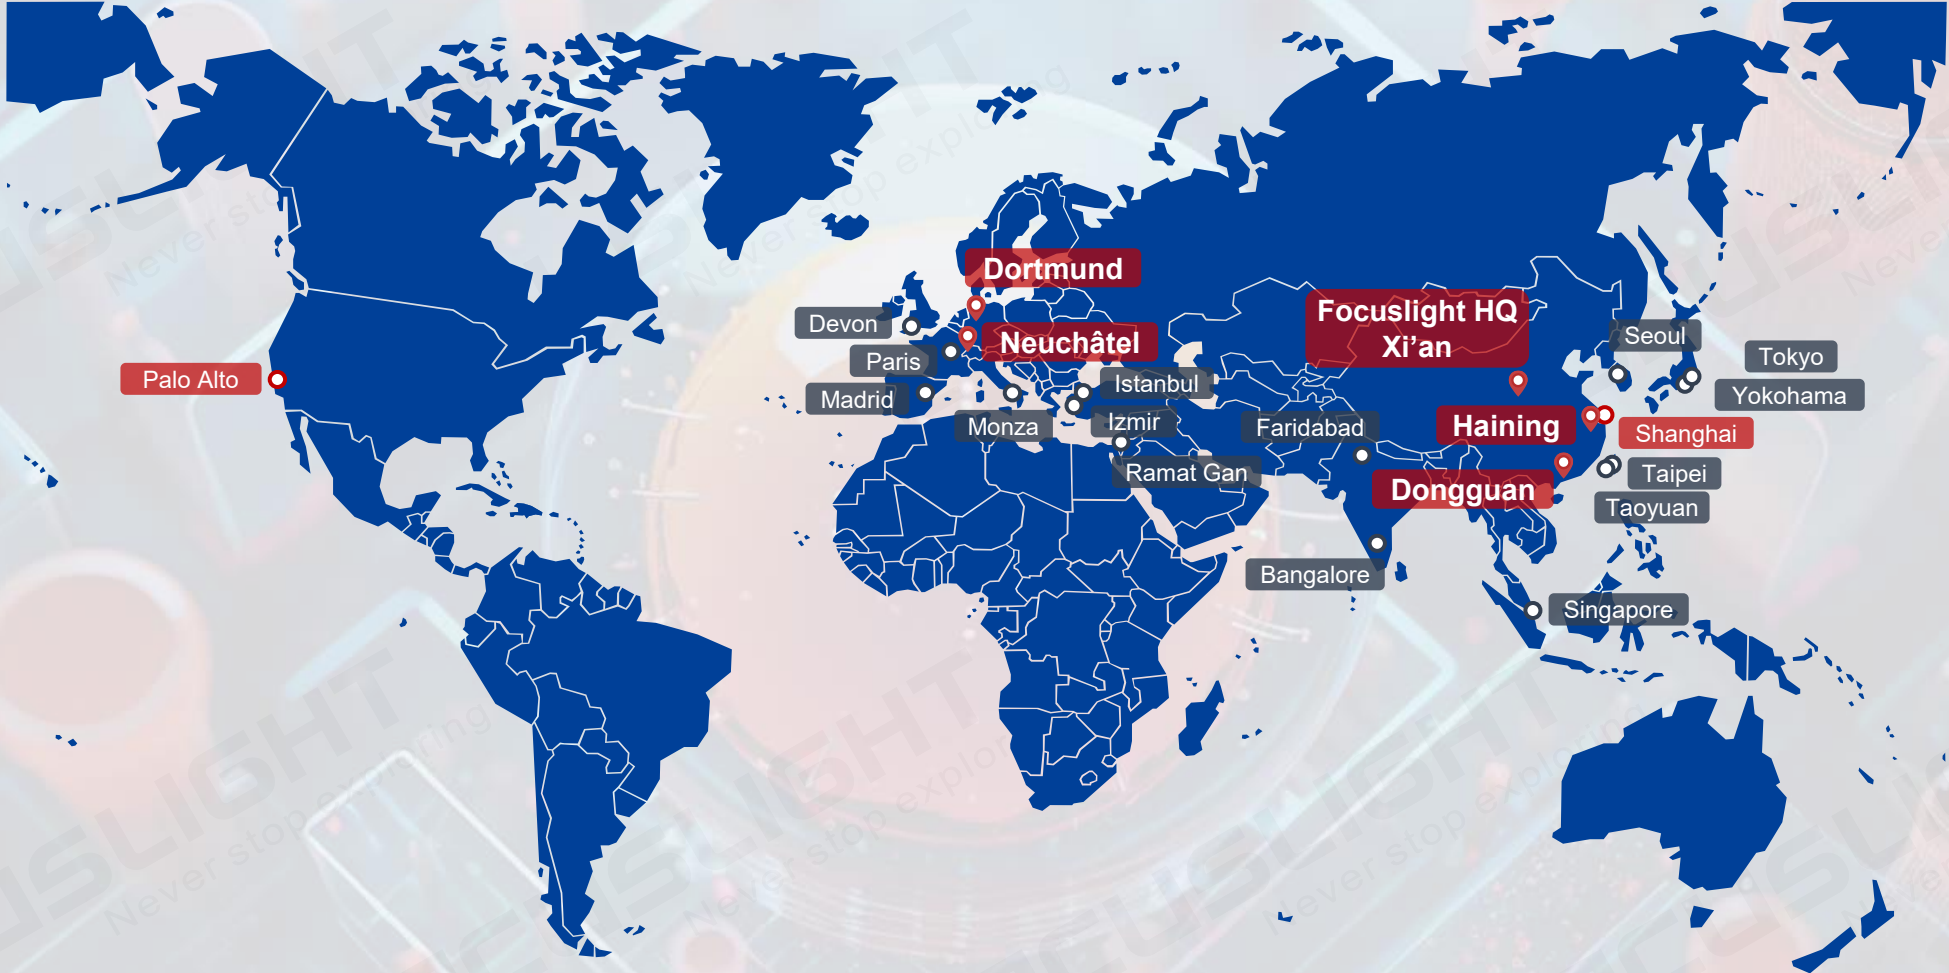 Dortmund
Focuslight HQ
Xi’an
Devon
Neuchâtel
Seoul
Paris
Tokyo
Palo Alto
Istanbul
Madrid
Yokohama
Monza
Izmir
Faridabad
Haining
Shanghai
Ramat Gan
Taipei
Dongguan
Taoyuan
Bangalore
Singapore